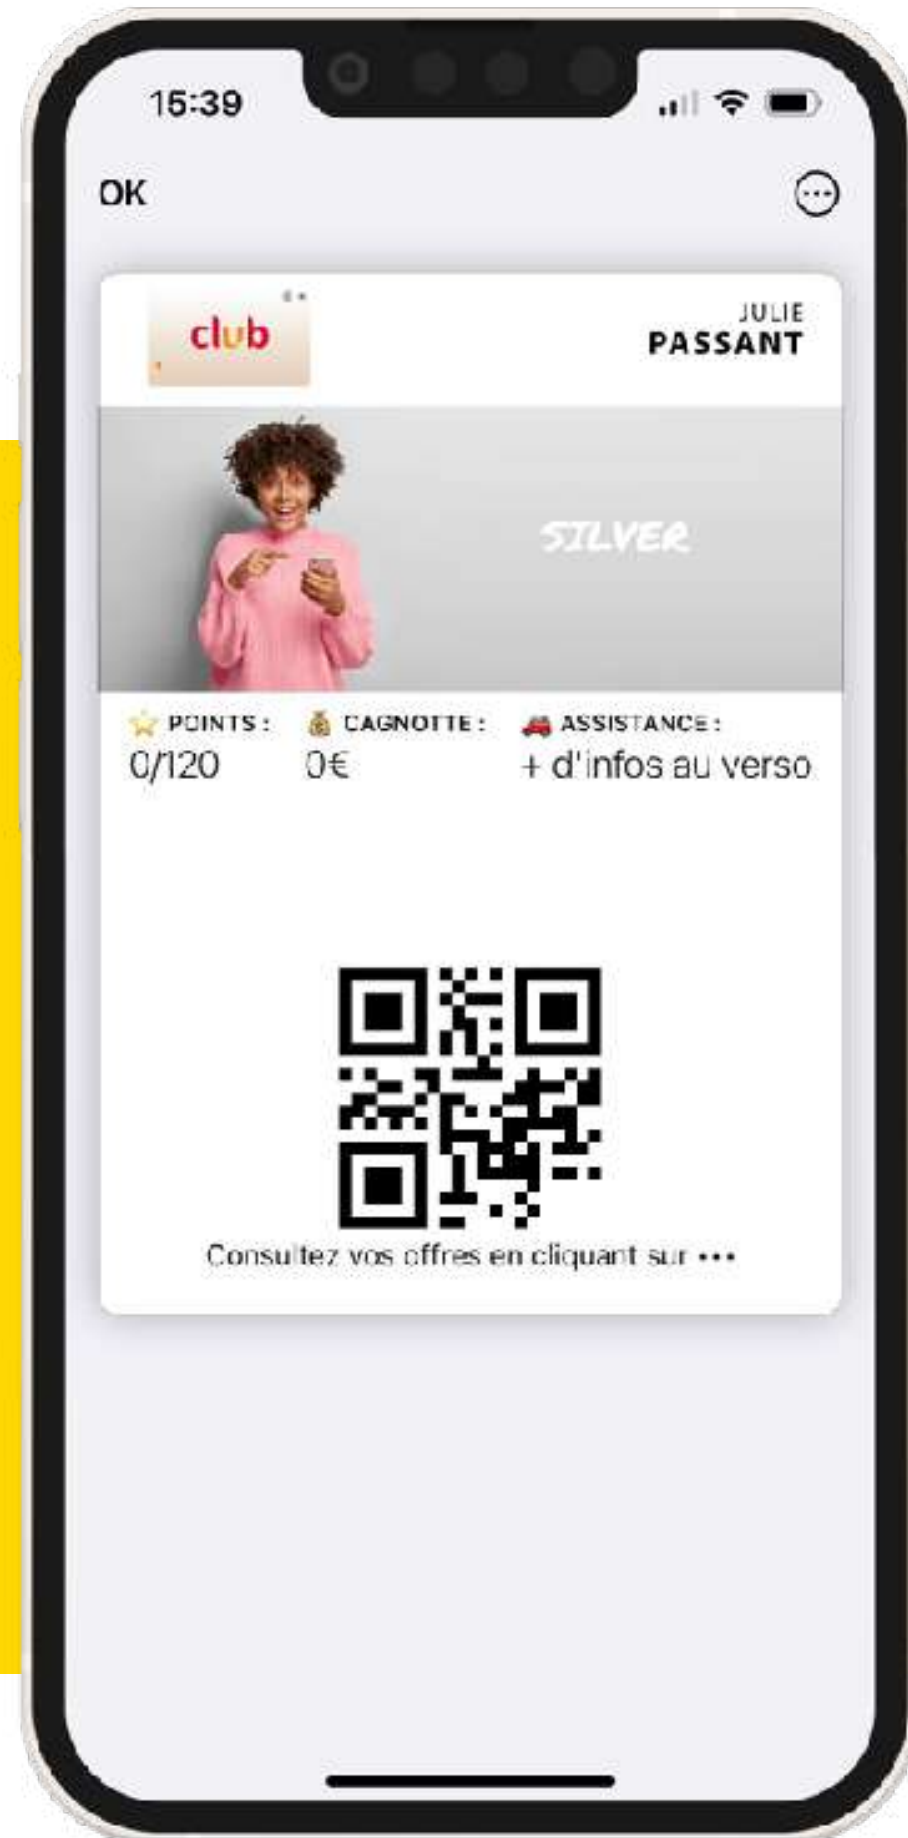 15:39
OK
club
JULIE
PASSANT
SILVER
POINTS :
0/120
CAGNOTTE :
0€
ASSISTANCE :
+ d'infos au verso
Consultez vos offres en cliquant sur •••